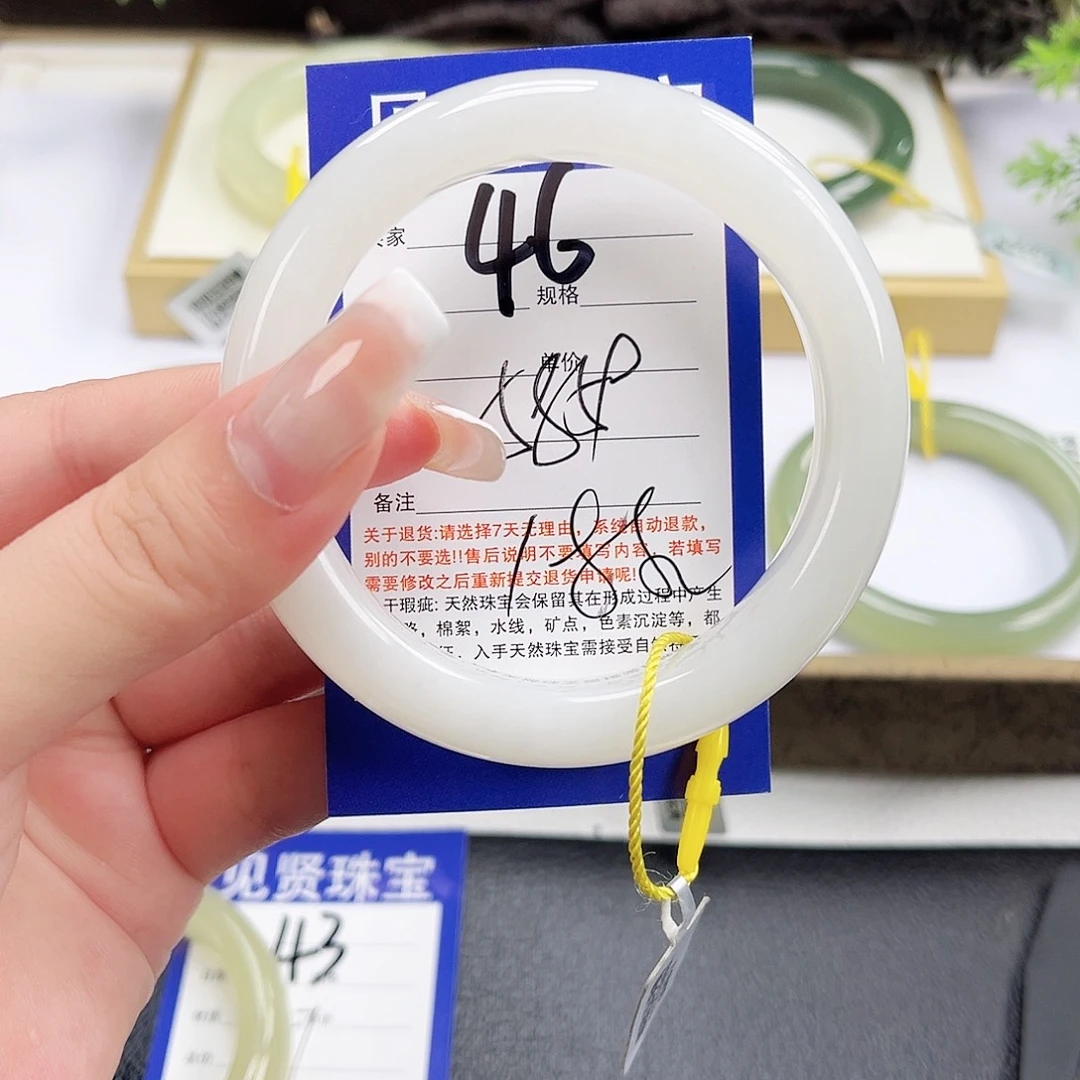 46
家
规格
单价
588
备注
188
关于退货:请选择7天无理由，系统自动退款，
别的不要选!!售后说明不要填写内容，若填写
需要修改之后重新提交退货申请呢!
干瑕疵: 天然珠宝会保留其在形成过程中产生
，棉絮，水线，矿点，色素沉淀等，都
，入手天然珠宝需接受自然
见贤珠宝
43